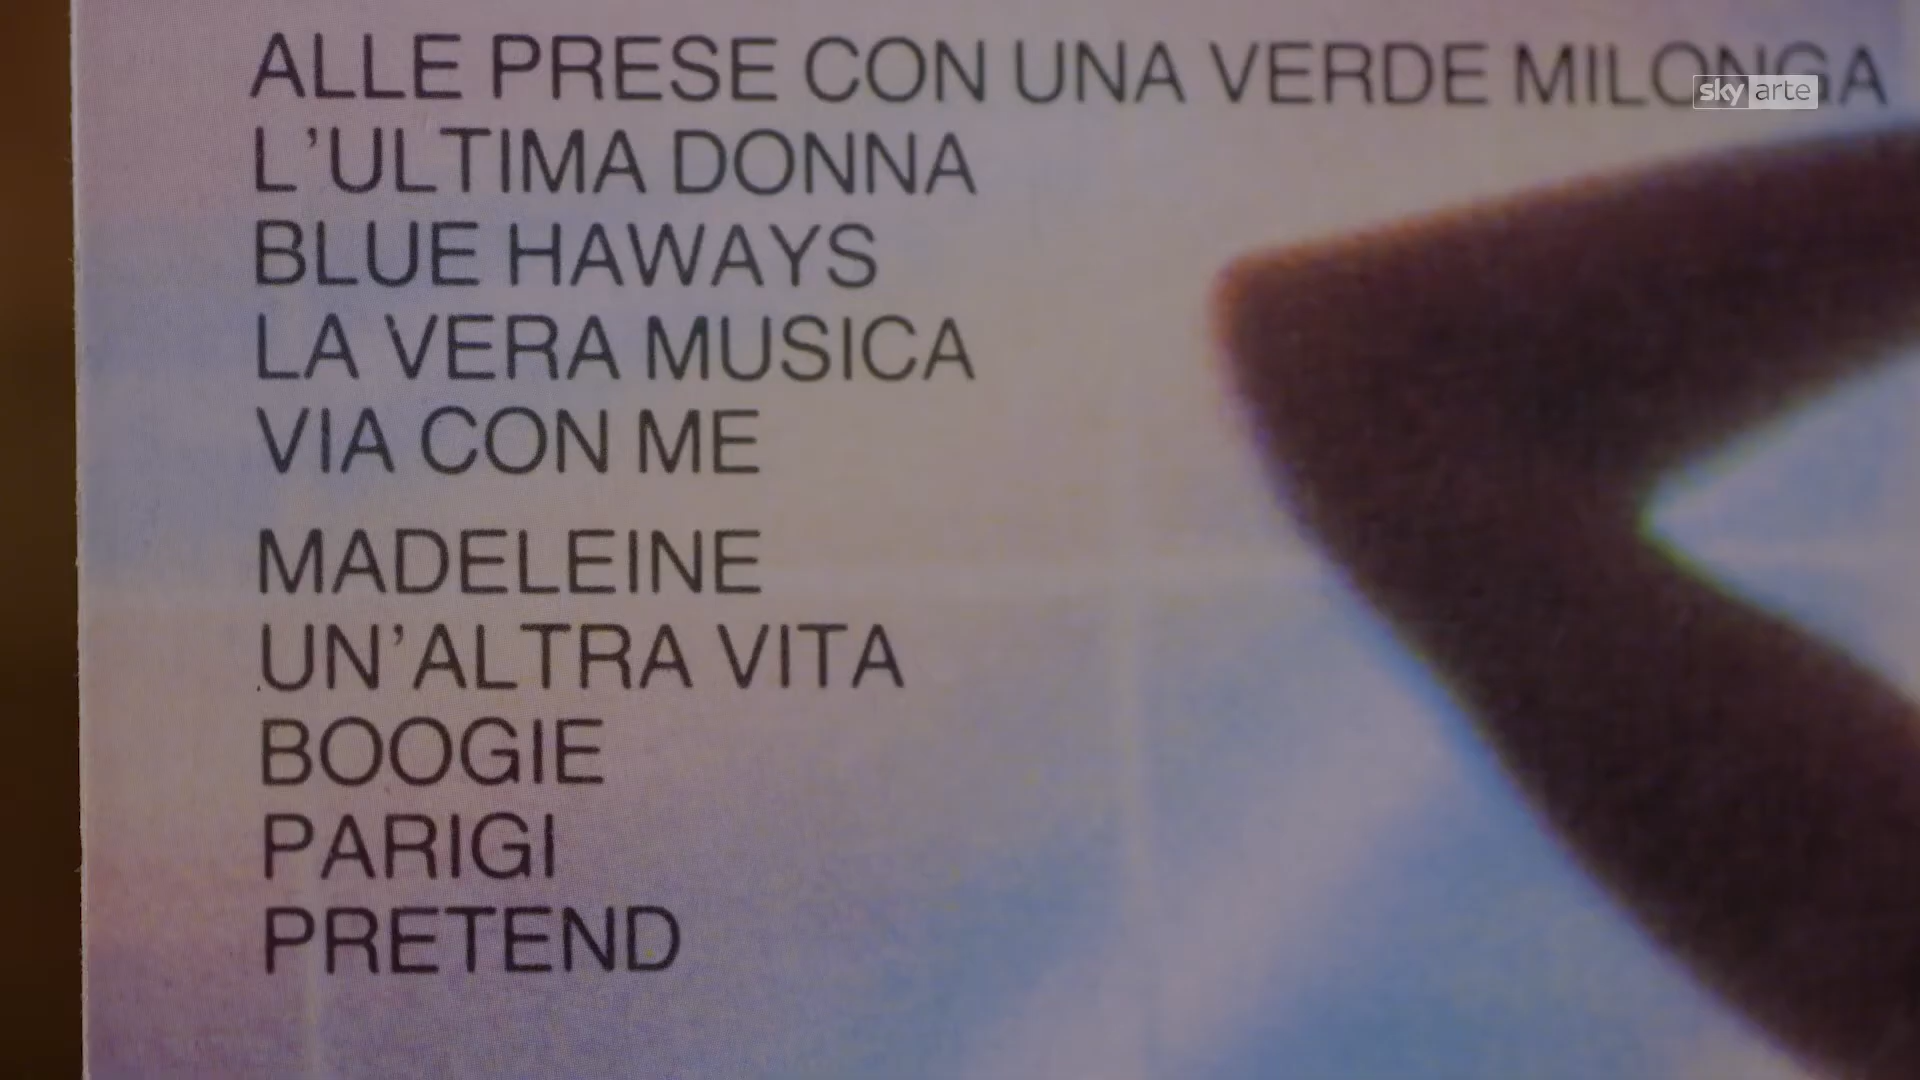 ALLE PRESE CON UNA VERDE MILONGA
sky arte
L'ULTIMA DONNA
BLUE HAWAYS
LA VERA MUSICA
VIA CON ME
MADELEINE
UN'ALTRA VITA
BOOGIE
PARIGI
PRETEND